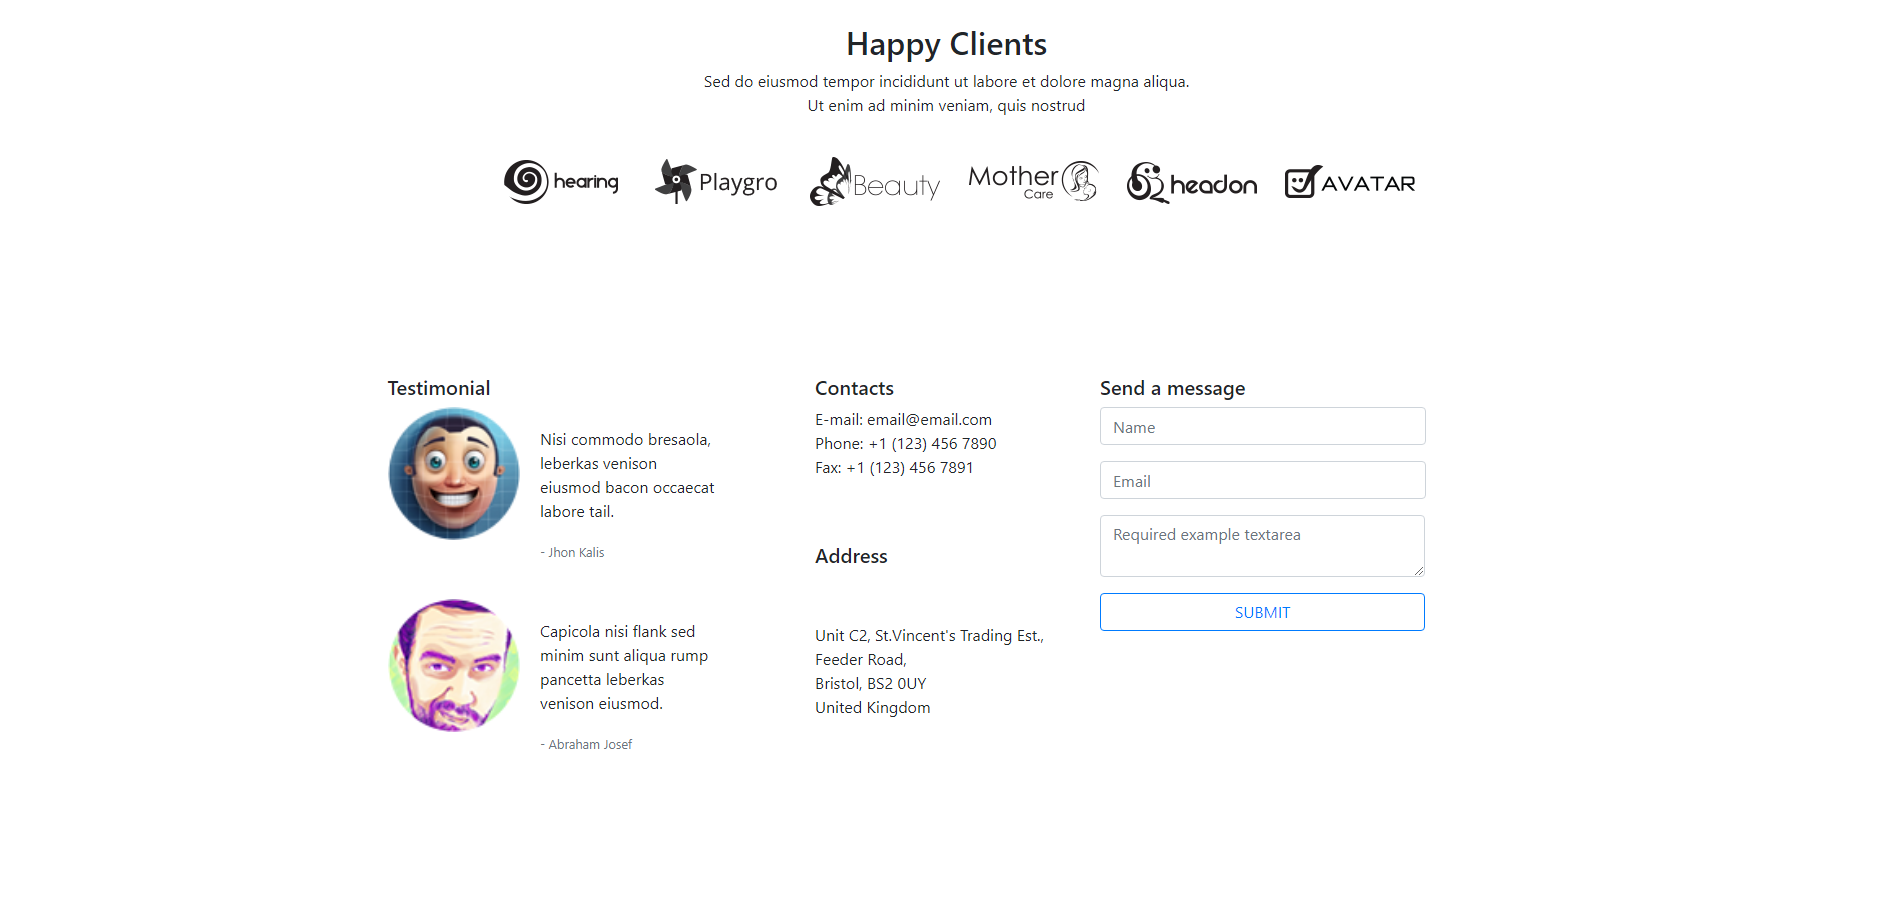 Happy Clients
Sed do eiusmod tempor incididunt ut labore et dolore magna aliqua.
Ut enim ad minim veniam, quis nostrud
hearing
Playgro
Beauty
Mother
Care
headon
AVATAR
Testimonial
Nisi commodo bresaola,
leberkas venison
eiusmod bacon occaecat
labore tail.
- Jhon Kalis
Capicola nisi flank sed
minim sunt aliqua rump
pancetta leberkas
venison eiusmod.
- Abraham Josef
Contacts
E-mail: email@email.com
Phone: +1 (123) 456 7890
Fax: +1 (123) 456 7891
Address
Unit C2, St.Vincent's Trading Est.,
Feeder Road,
Bristol, BS2 0UY
United Kingdom
Send a message
Name
Email
Required example textarea
SUBMIT